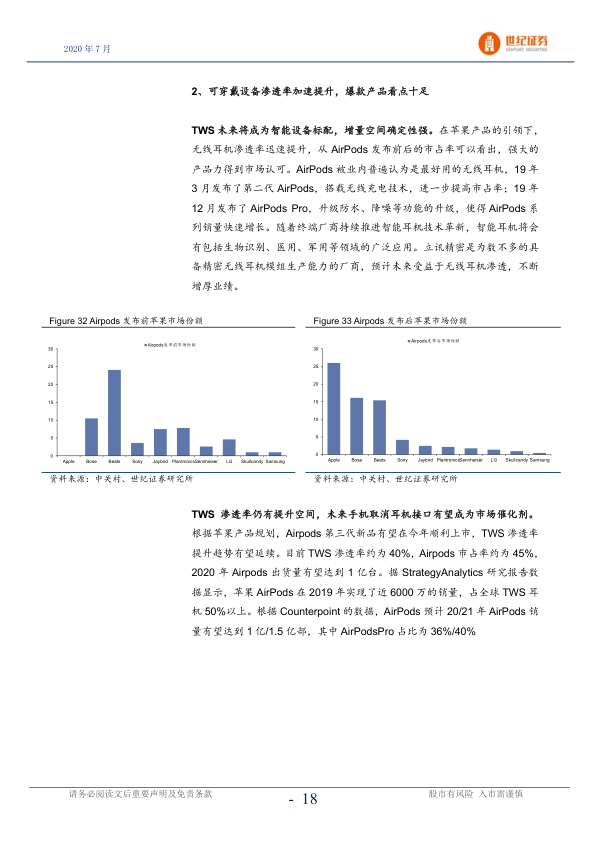 2020 年 7 月
世纪证券
CENTURY SECURITIES
2、可穿戴设备渗透率加速提升，爆款产品看点十足
TWS 未来将成为智能设备标配，增量空间确定性强。在苹果产品的引领下，
无线耳机渗透率迅速提升，从 AirPods 发布前后的市占率可以看出，强大的
产品力得到市场认可。AirPods 被业内普遍认为是最好用的无线耳机，19 年
3 月发布了第二代 AirPods，搭载无线充电技术，进一步提高市占率；19 年
12 月发布了 AirPods Pro，升级防水、降噪等功能的升级，使得 AirPods 系
列销量快速增长。随着终端厂商持续推进智能耳机技术革新，智能耳机将会
有包括生物识别、医用、军用等领域的广泛应用。立讯精密是为数不多的具
备精密无线耳机模组生产能力的厂商，预计未来受益于无线耳机渗透，不断
增厚业绩。
Figure 32 Airpods 发布前苹果市场份额
Airpods发布前市场份额
30
25
20
15
10
5
0
Apple Bose Beats Sony Jaybird Plantronics Sennheiser LG Skullcandy Samsung
资料来源：中关村、世纪证券研究所
Figure 33 Airpods 发布后苹果市场份额
Airpods发布后市场份额
30
25
20
15
10
5
0
Apple Bose Beats Sony Jaybird Plantronics Sennheiser LG Skullcandy Samsung
资料来源：中关村、世纪证券研究所
TWS 渗透率仍有提升空间，未来手机取消耳机接口有望成为市场催化剂。
根据苹果产品规划，Airpods 第三代新品有望在今年顺利上市，TWS 渗透率
提升趋势有望延续。目前 TWS 渗透率约为 40%，Airpods 市占率约为 45%，
2020 年 Airpods 出货量有望达到 1 亿台。据 StrategyAnalytics 研究报告数
据显示，苹果 AirPods 在 2019 年实现了近 6000 万的销量，占全球 TWS 耳
机 50%以上。根据 Counterpoint 的数据，AirPods 预计 20/21 年 AirPods 销
量有望达到 1 亿/1.5 亿部，其中 AirPodsPro 占比为 36%/40%
请务必阅读文后重要声明及免责条款
- 18
股市有风险 入市需谨慎